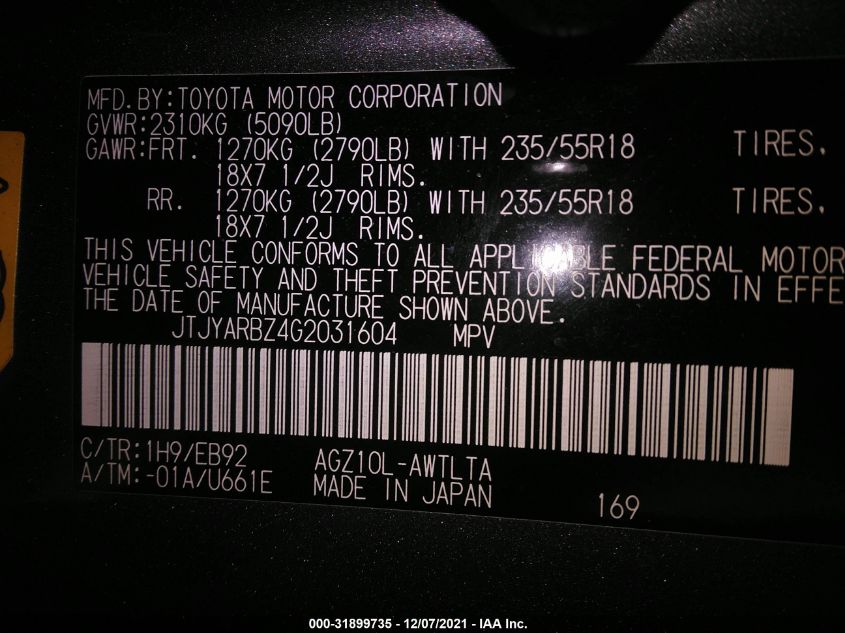 MFD.BY:TOYOTA MOTOR CORPORATION
GVWR:2310KG (5090LB)
GAWR:FRT. 1270KG (2790LB) WITH 235/55R18 TIRES.
18X7 1/2J RIMS.
RR. 1270KG (2790LB) WITH 235/55R18 TIRES.
18X7 1/2J RIMS.
THIS VEHICLE CONFORMS TO ALL APPLICABLE FEDERAL MOTOR
VEHICLE SAFETY AND THEFT PREVENTION STANDARDS IN EFFE
THE DATE OF MANUFACTURE SHOWN ABOVE.
JTJYARBZ4G2031604 MPV
C/TR:1H9/EB92 AGZ10L-AWTLTA
A/TM:-01A/U661E MADE IN JAPAN 169
000-31899735 - 12/07/2021 - IAA Inc.